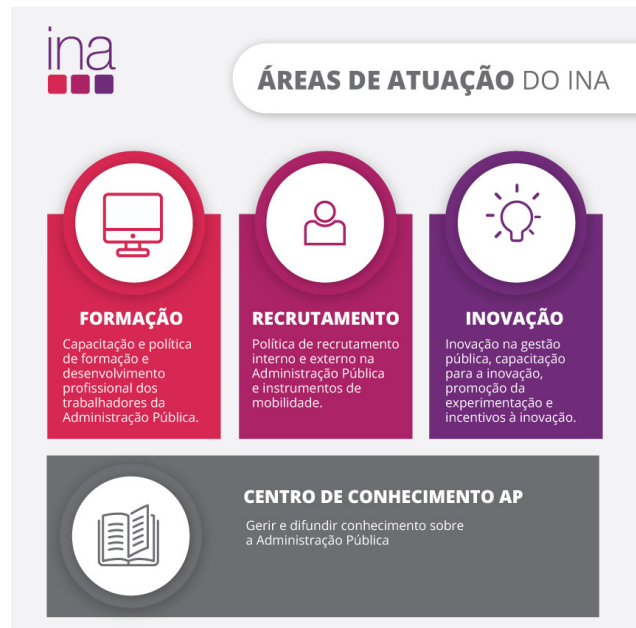 ina
ÁREAS DE ATUAÇÃO DO INA
FORMAÇÃO
Capacitação e política
de formação e
desenvolvimento
profissional dos
trabalhadores da
Administração Pública.
RECRUTAMENTO
Política de recrutamento
interno e externo na
Administração Pública
e instrumentos de
mobilidade.
INOVAÇÃO
Inovação na gestão
pública, capacitação
para a inovação,
promoção da
experimentação e
incentivos à inovação.
CENTRO DE CONHECIMENTO AP
Gerir e difundir conhecimento sobre
a Administração Pública